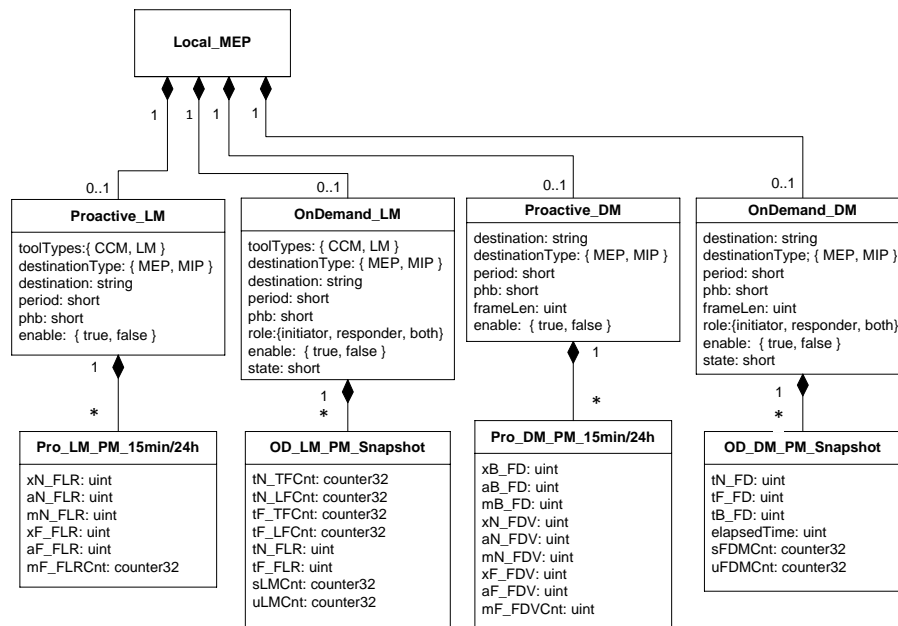 Local_MEP
1
1
1
1
0..1
0..1
0..1
0..1
Proactive_LM
toolTypes:{ CCM, LM }
destinationType: { MEP, MIP }
destination: string
period: short
phb: short
enable: { true, false }
OnDemand_LM
toolTypes: { CCM, LM }
destinationType: { MEP, MIP }
destination: string
period: short
phb: short
role:{initiator, responder, both}
enable: { true, false }
state: short
Proactive_DM
destination: string
destinationType: { MEP, MIP }
period: short
phb: short
frameLen: uint
enable: { true, false }
OnDemand_DM
destination: string
destinationType; { MEP, MIP }
period: short
phb: short
frameLen: uint
role:{initiator, responder, both}
enable: { true, false }
state: short
1
*
1
*
1
*
1
*
Pro_LM_PM_15min/24h
xN_FLR: uint
aN_FLR: uint
mN_FLR: uint
xF_FLR: uint
aF_FLR: uint
mF_FLRCnt: counter32
OD_LM_PM_Snapshot
tN_TFCnt: counter32
tN_LFCnt: counter32
tF_TFCnt: counter32
tF_LFCnt: counter32
tN_FLR: uint
tF_FLR: uint
sLMCnt: counter32
uLMCnt: counter32
Pro_DM_PM_15min/24h
xB_FD: uint
aB_FD: uint
mB_FD: uint
xN_FDV: uint
aN_FDV: uint
mN_FDV: uint
xF_FDV: uint
aF_FDV: uint
mF_FDVCnt: uint
OD_DM_PM_Snapshot
tN_FD: uint
tF_FD: uint
tB_FD: uint
elapsedTime: uint
sFDMCnt: counter32
uFDMCnt: counter32